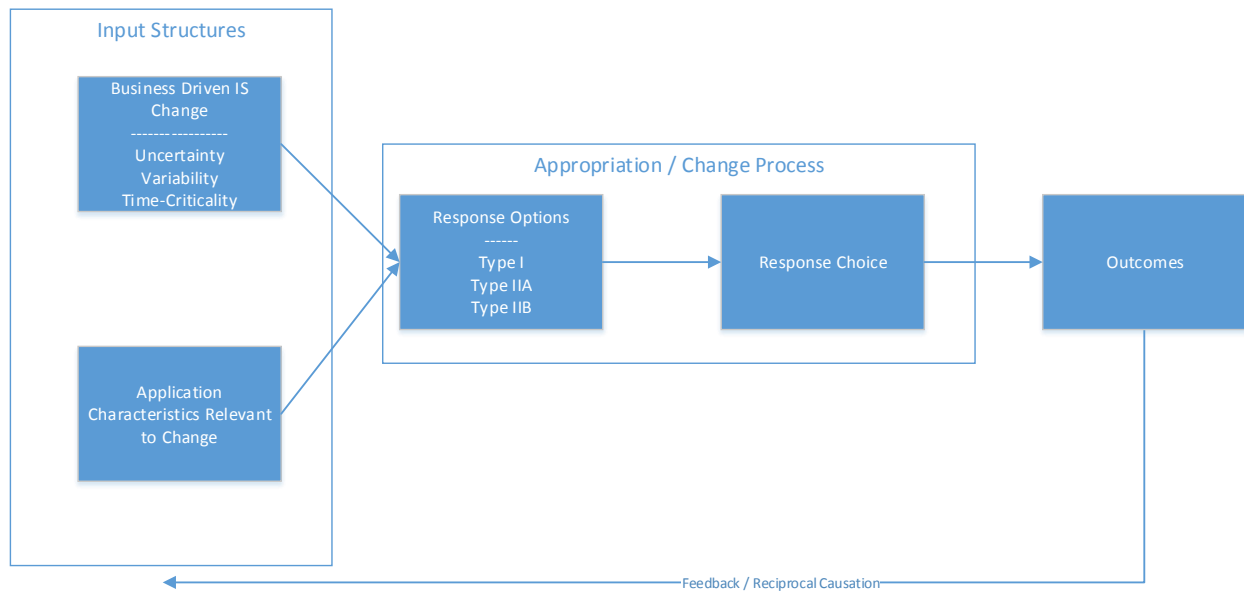 Input Structures
Business Driven IS
Change
-----------------
Uncertainty
Variability
Time-Criticality
Application
Characteristics Relevant
to Change
Appropriation / Change Process
Response Options
------
Type I
Type IIA
Type IIB
Response Choice
Outcomes
Feedback / Reciprocal Causation